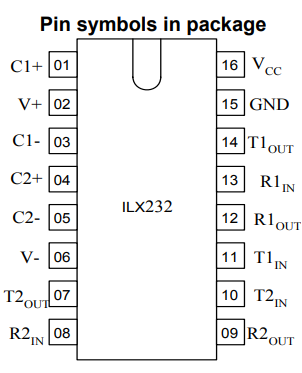 Pin symbols in package
C1+ 01 16 VCC
V+ 02 15 GND
C1- 03 14 T1OUT
C2+ 04 13 R1IN
ILX232
C2- 05 12 R1OUT
V- 06 11 T1IN
T2OUT 07 10 T2IN
R2IN 08 09 R2OUT